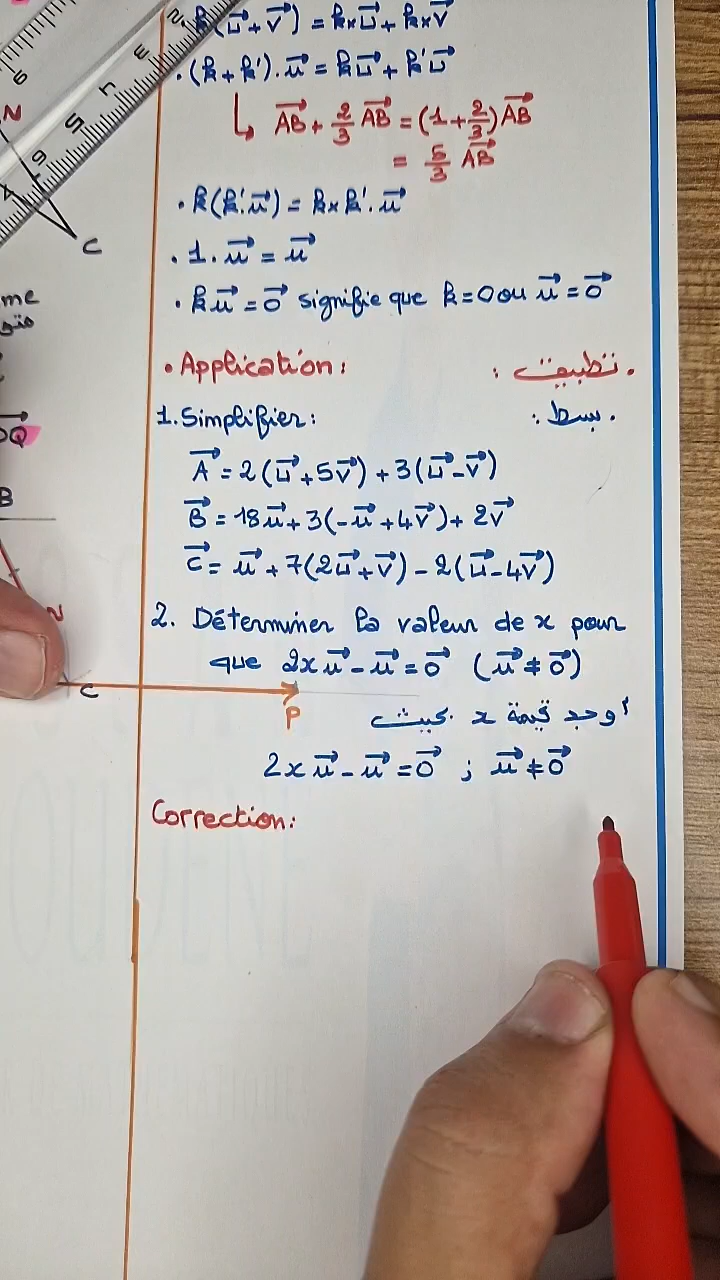 k(u⃗+v⃗) = k×u⃗ + k×v⃗
• (k+k').u⃗ = ku⃗ + k'u⃗
↳ AB⃗ + 2/3 AB⃗ = (1+2/3)AB⃗
= 5/3 AB⃗
• k(k'.u⃗) = k×k'.u⃗
• 1.u⃗ = u⃗
• ku⃗ = 0⃗ signifie que k=0 ou u⃗ = 0⃗
• Application:
• تطبيق :
1. Simplifier:
• بسط :
A⃗ = 2(u⃗+5v⃗) + 3(u⃗-v⃗)
B⃗ = 18u⃗ + 3(-u⃗+4v⃗) + 2v⃗
C⃗ = u⃗ + 7(2u⃗+v⃗) - 2(u⃗-4v⃗)
2. Déterminer la valeur de x pour
que 2xu⃗ - u⃗ = 0⃗ (u⃗ ≠ 0⃗)
أوجد قيمة x بحيث
2xu⃗ - u⃗ = 0⃗ ; u⃗ ≠ 0⃗
Correction:
N
C
me
DQ
B
N
C
P